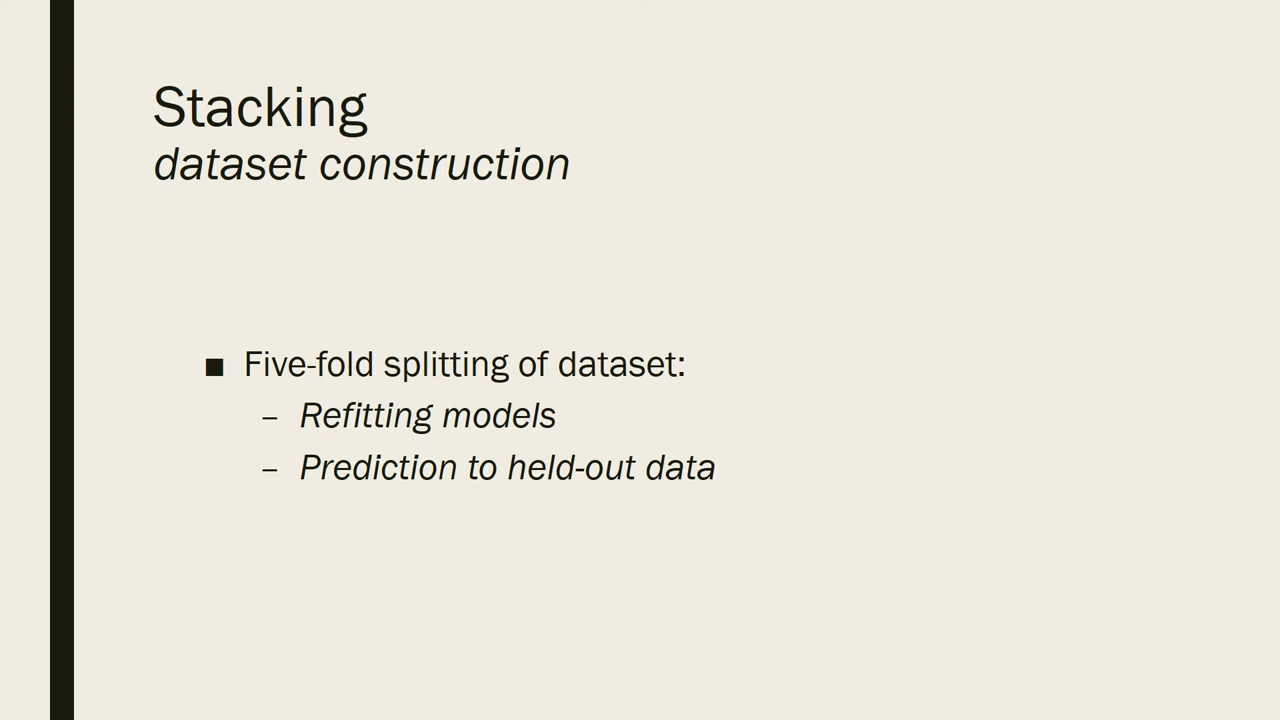 Stacking
dataset construction
■ Five-fold splitting of dataset:
– Refitting models
– Prediction to held-out data